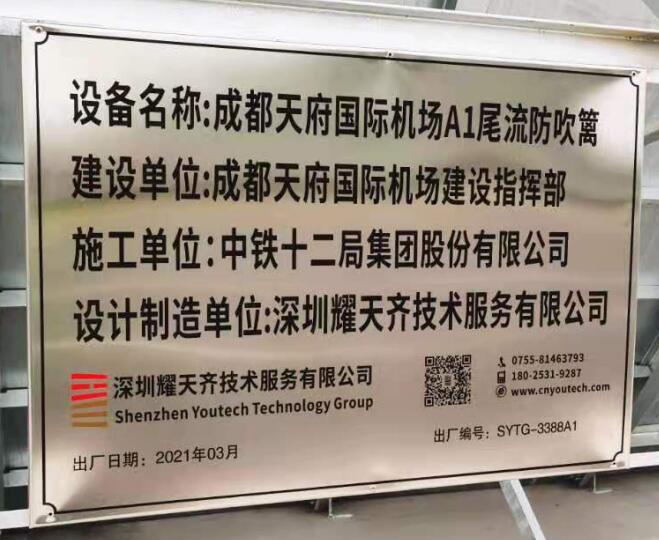 设备名称:成都天府国际机场A1尾流防吹篱
建设单位:成都天府国际机场建设指挥部
施工单位:中铁十二局集团股份有限公司
设计制造单位:深圳耀天齐技术服务有限公司
深圳耀天齐技术服务有限公司
Shenzhen Youtech Technology Group
0755-81463793
180-2531-9287
www.cnyoutech.com
出厂日期：2021年03月
出厂编号：SYTG-3388A1